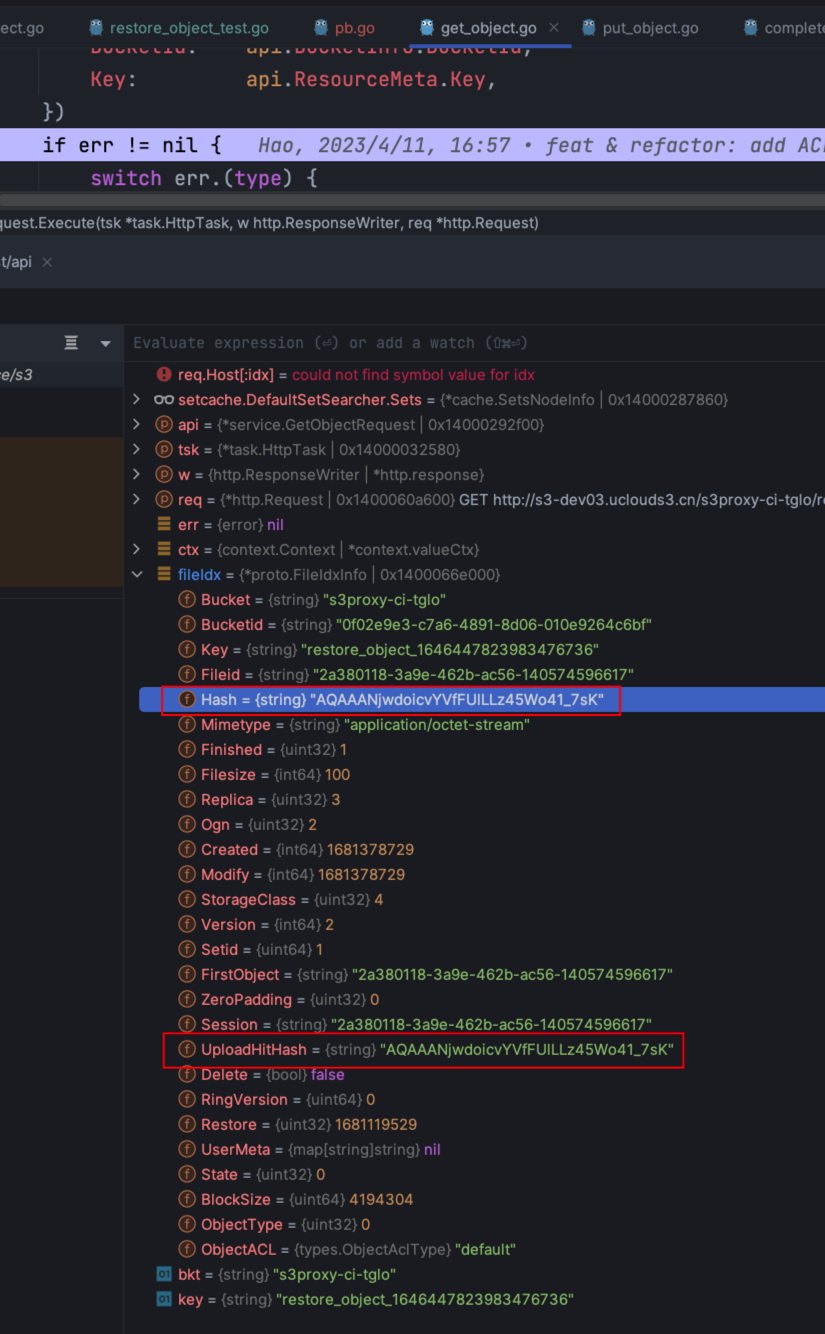 ect.go restore_object_test.go pb.go get_object.go × put_object.go complete
BucketId: api.BucketInfo.BucketId,
Key: api.ResourceMeta.Key,
})
if err != nil { Hao, 2023/4/11, 16:57 • feat & refactor: add ACL
switch err.(type) {
quest.Execute(tsk *task.HttpTask, w http.ResponseWriter, req *http.Request)
t/api ×
Evaluate expression (⏎) or add a watch (⇧⌘⏎)
ce/s3
req.Host[:idx] = could not find symbol value for idx
setcache.DefaultSetSearcher.Sets = {*cache.SetsNodeInfo | 0x14000287860}
api = {*service.GetObjectRequest | 0x14000292f00}
tsk = {*task.HttpTask | 0x14000032580}
w = {http.ResponseWriter | *http.response}
req = {*http.Request | 0x1400060a600} GET http://s3-dev03.uclouds3.cn/s3proxy-ci-tglo/re
err = {error} nil
ctx = {context.Context | *context.valueCtx}
fileIdx = {*proto.FileIdxInfo | 0x1400066e000}
Bucket = {string} "s3proxy-ci-tglo"
Bucketid = {string} "0f02e9e3-c7a6-4891-8d06-010e9264c6bf"
Key = {string} "restore_object_1646447823983476736"
Fileid = {string} "2a380118-3a9e-462b-ac56-140574596617"
Hash = {string} "AQAAANjwdoicvYVfFUlLLz45Wo41_7sK"
Mimetype = {string} "application/octet-stream"
Finished = {uint32} 1
Filesize = {int64} 100
Replica = {uint32} 3
Ogn = {uint32} 2
Created = {int64} 1681378729
Modify = {int64} 1681378729
StorageClass = {uint32} 4
Version = {int64} 2
Setid = {uint64} 1
FirstObject = {string} "2a380118-3a9e-462b-ac56-140574596617"
ZeroPadding = {uint32} 0
Session = {string} "2a380118-3a9e-462b-ac56-140574596617"
UploadHitHash = {string} "AQAAANjwdoicvYVfFUlLLz45Wo41_7sK"
Delete = {bool} false
RingVersion = {uint64} 0
Restore = {uint32} 1681119529
UserMeta = {map[string]string} nil
State = {uint32} 0
BlockSize = {uint64} 4194304
ObjectType = {uint32} 0
ObjectACL = {types.ObjectAclType} "default"
bkt = {string} "s3proxy-ci-tglo"
key = {string} "restore_object_1646447823983476736"